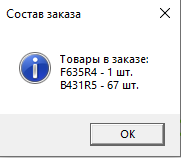 Состав заказа
Товары в заказе:
F635R4 - 1 шт.
B431R5 - 67 шт.
OK